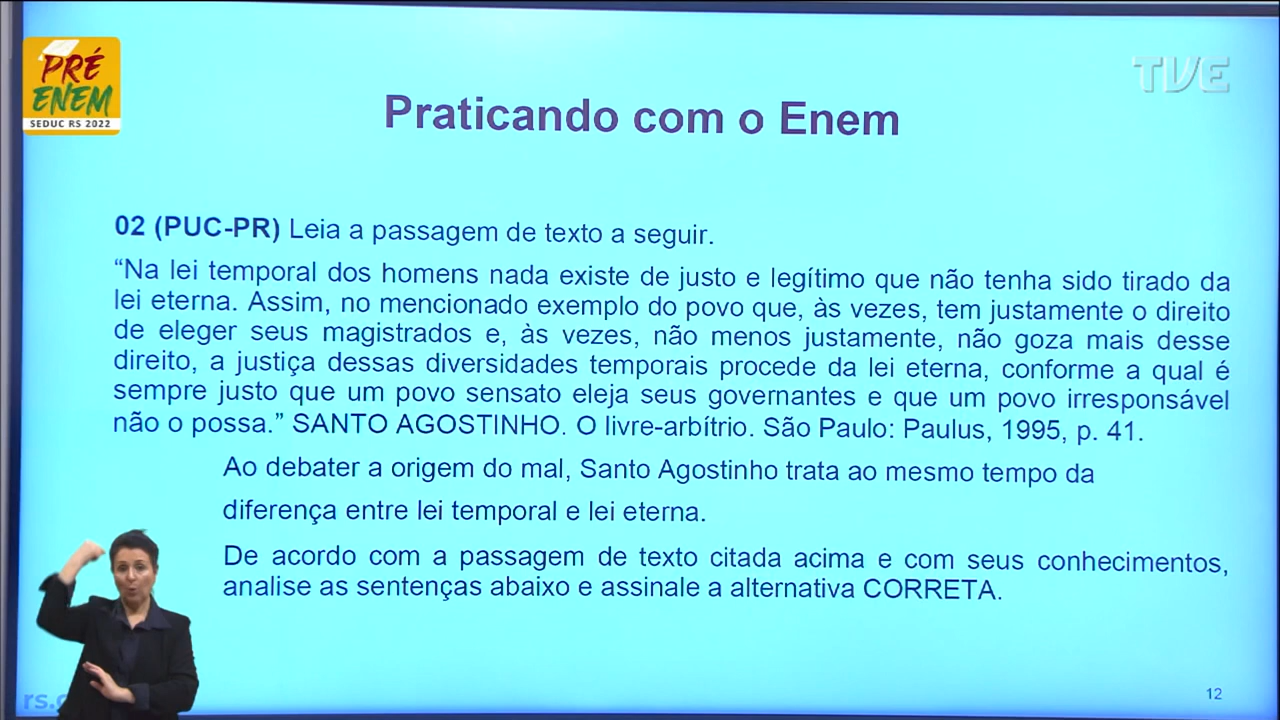 PRÉ
ENEM
SEDUC RS 2022
TVE
Praticando com o Enem
02 (PUC-PR) Leia a passagem de texto a seguir.
“Na lei temporal dos homens nada existe de justo e legítimo que não tenha sido tirado da
lei eterna. Assim, no mencionado exemplo do povo que, às vezes, tem justamente o direito
de eleger seus magistrados e, às vezes, não menos justamente, não goza mais desse
direito, a justiça dessas diversidades temporais procede da lei eterna, conforme a qual é
sempre justo que um povo sensato eleja seus governantes e que um povo irresponsável
não o possa.” SANTO AGOSTINHO. O livre-arbítrio. São Paulo: Paulus, 1995, p. 41.
Ao debater a origem do mal, Santo Agostinho trata ao mesmo tempo da
diferença entre lei temporal e lei eterna.
De acordo com a passagem de texto citada acima e com seus conhecimentos,
analise as sentenças abaixo e assinale a alternativa CORRETA.
12